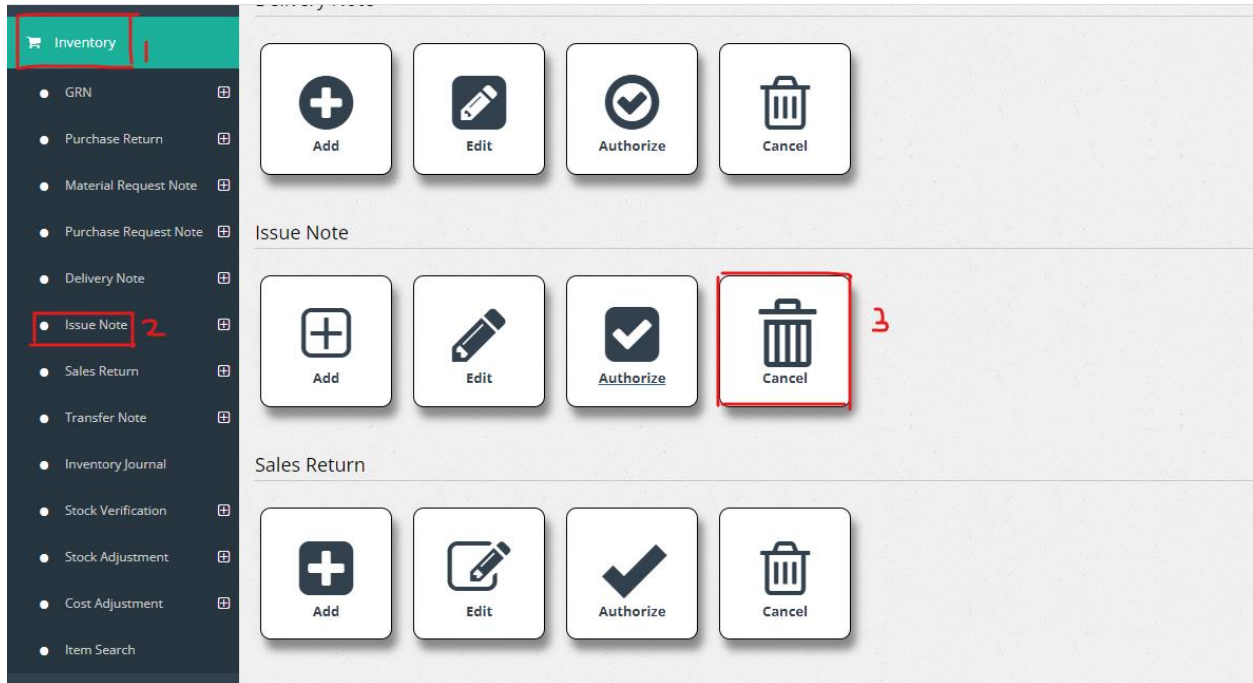 Inventory
1
GRN
Purchase Return
Material Request Note
Purchase Request Note
Delivery Note
Issue Note
2
Sales Return
Transfer Note
Inventory Journal
Stock Verification
Stock Adjustment
Cost Adjustment
Item Search
Delivery Note
Add Edit Authorize Cancel
Issue Note
Add Edit Authorize Cancel
3
Sales Return
Add Edit Authorize Cancel